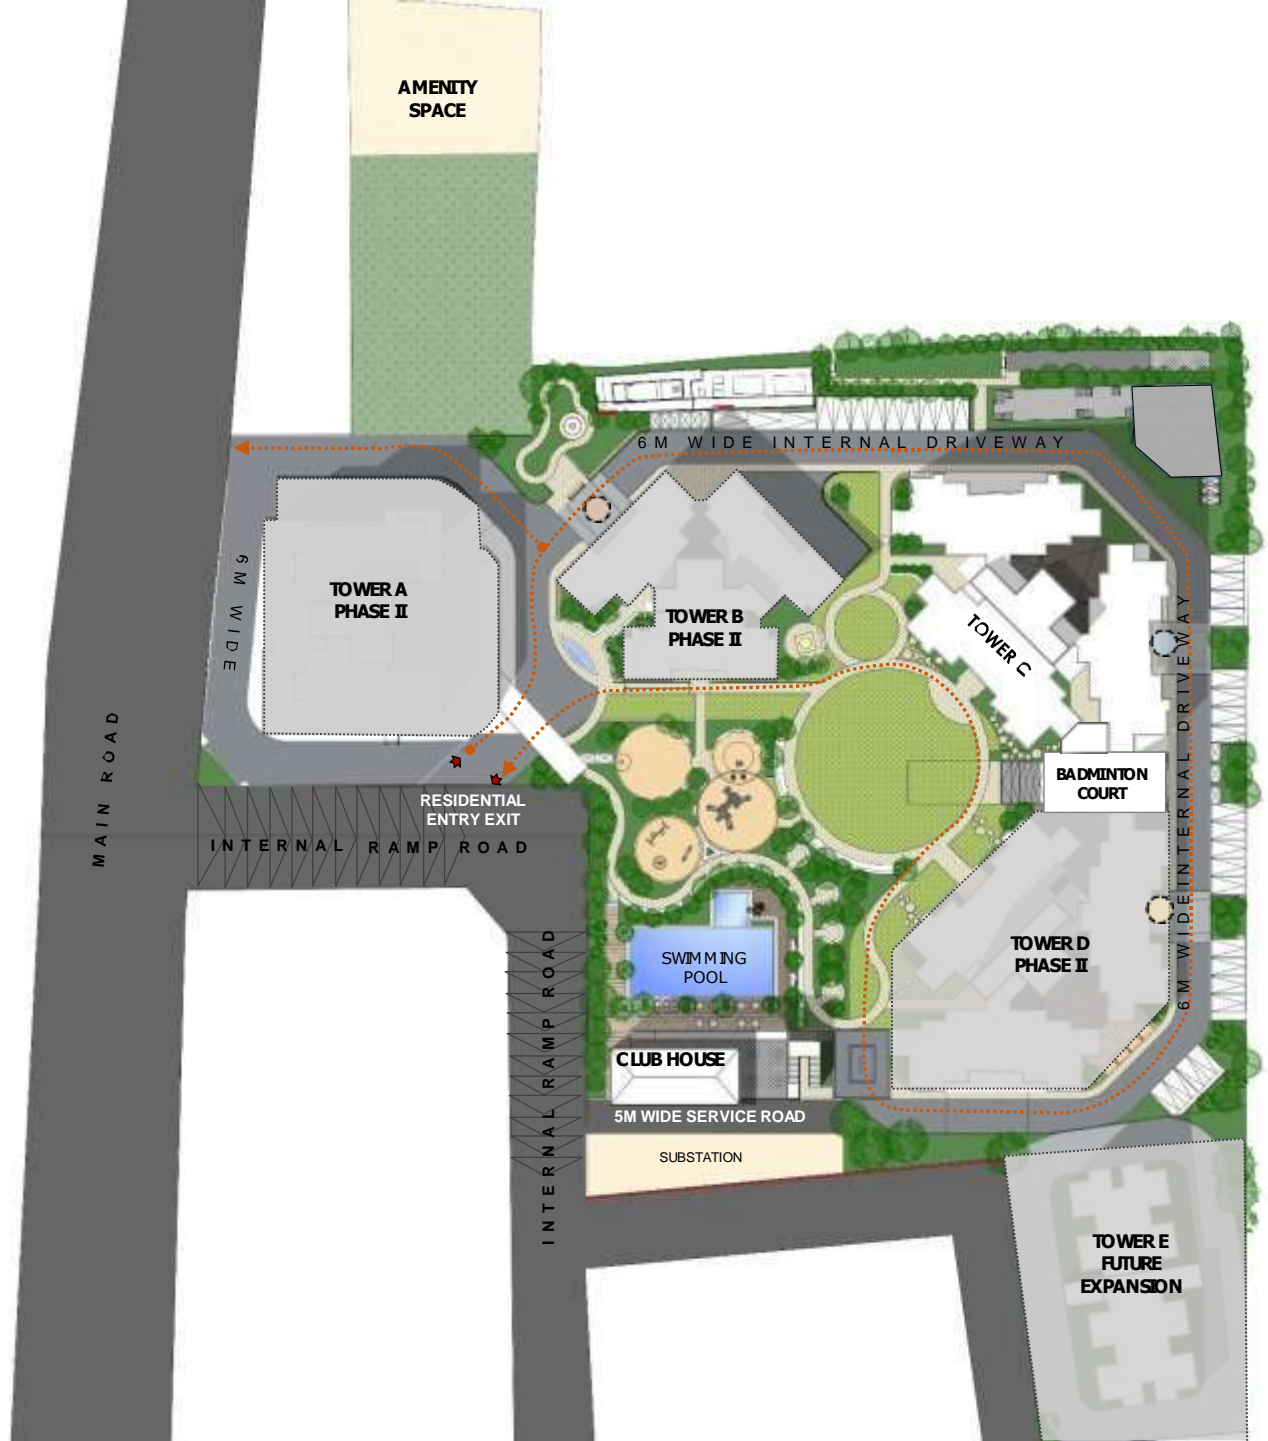 AMENITY
SPACE
6M WIDE INTERNAL DRIVEWAY
6M WIDE
TOWER A
PHASE II
TOWER B
PHASE II
TOWER C
6M WIDE INTERNAL DRIVEWAY
MAIN ROAD
BADMINTON
COURT
RESIDENTIAL
ENTRY EXIT
INTERNAL RAMP ROAD
INTERNAL RAMP ROAD
SWIMMING
POOL
TOWER D
PHASE II
CLUB HOUSE
5M WIDE SERVICE ROAD
SUBSTATION
TOWER E
FUTURE
EXPANSION